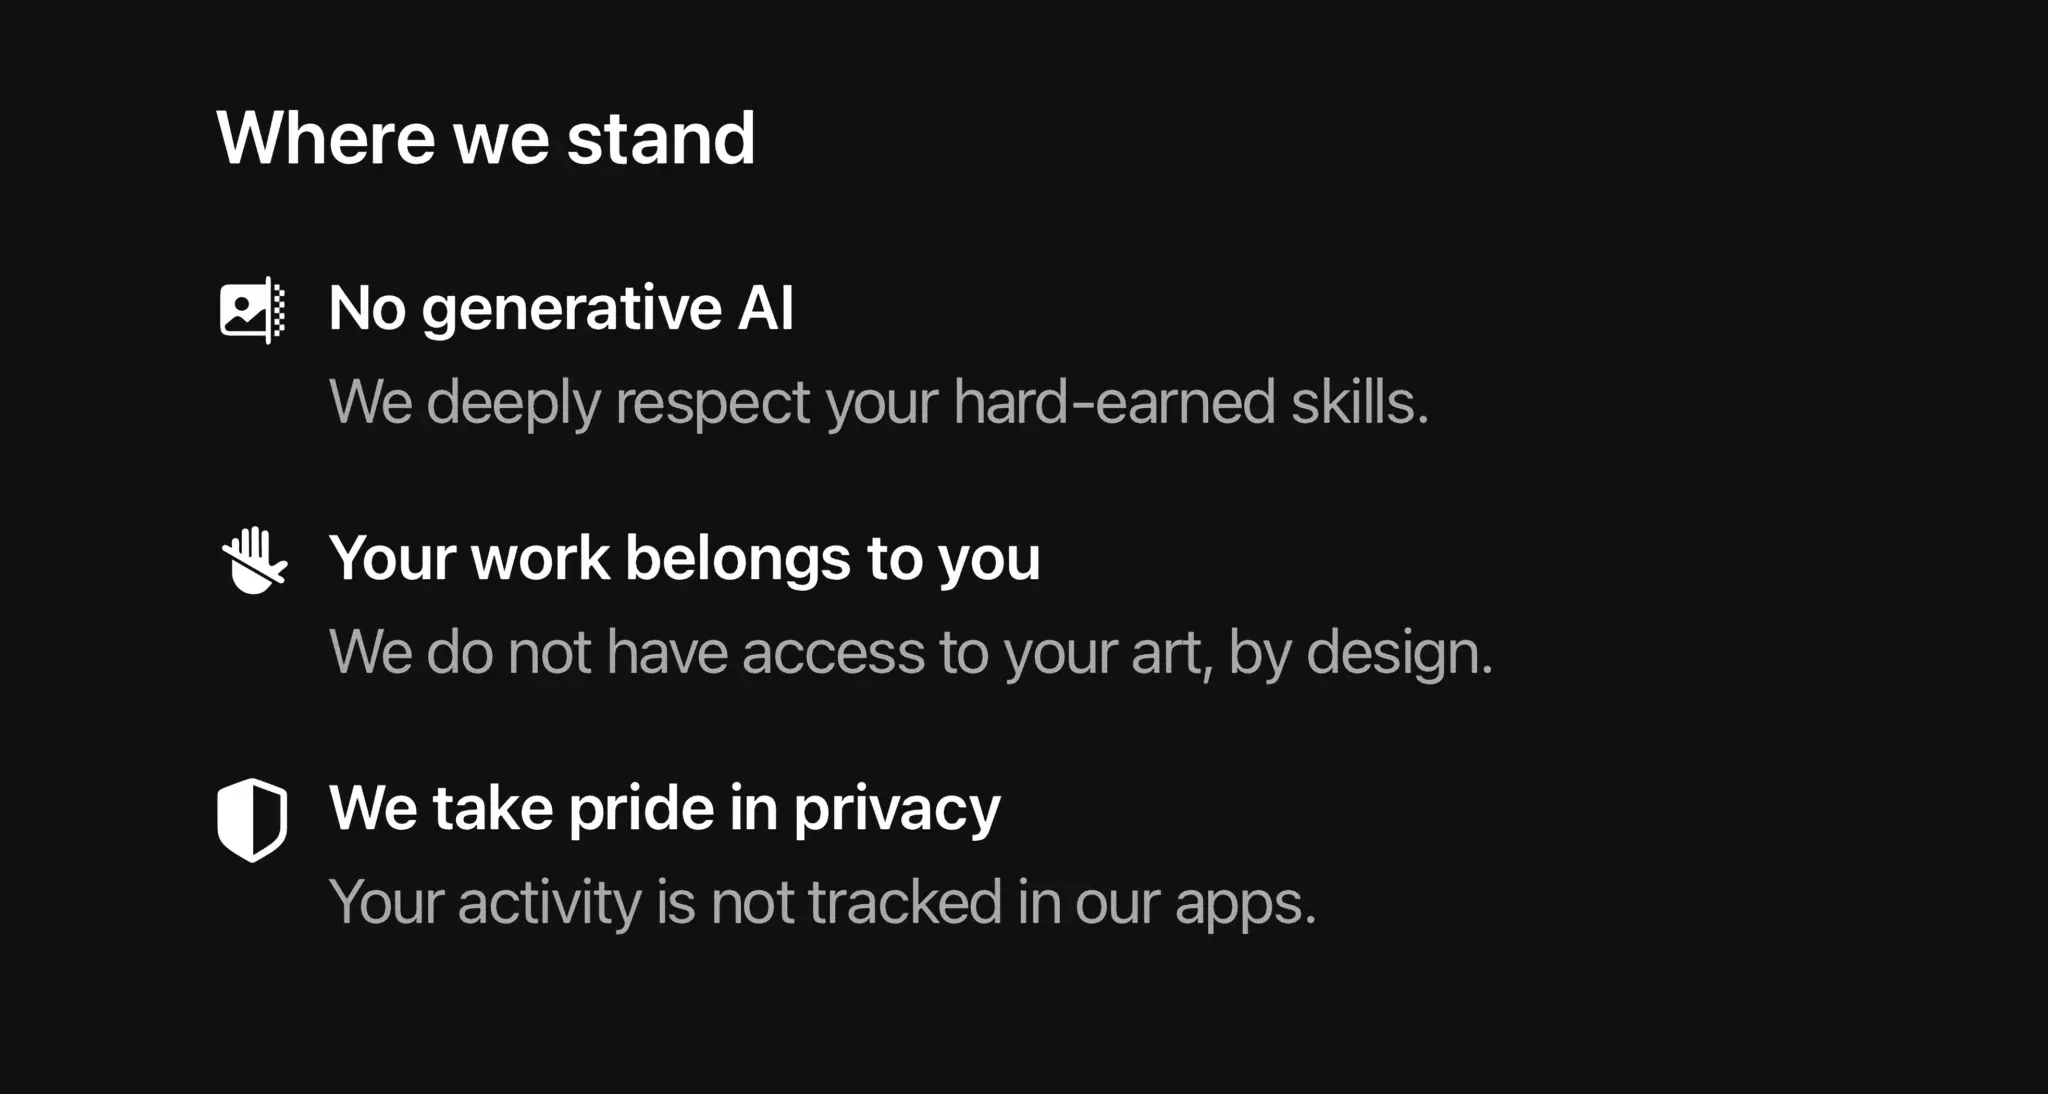 Where we stand
No generative AI
We deeply respect your hard-earned skills.
Your work belongs to you
We do not have access to your art, by design.
We take pride in privacy
Your activity is not tracked in our apps.